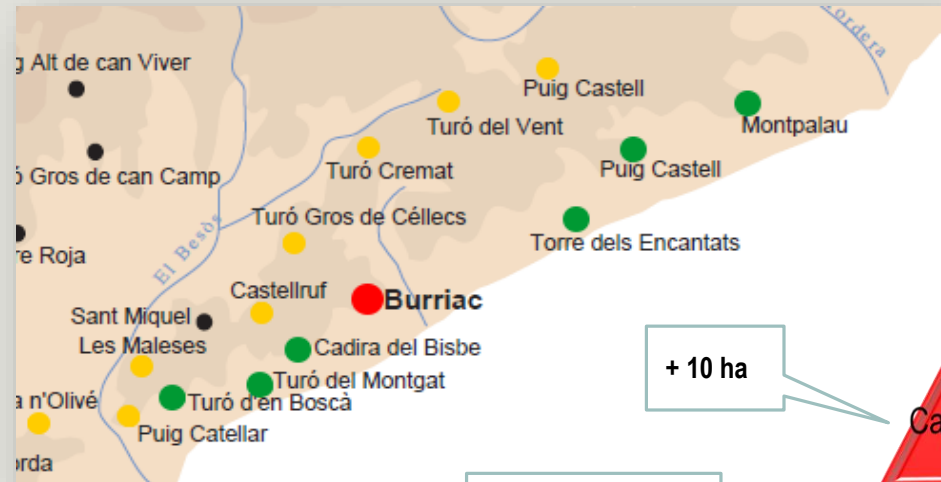 Tordera
g Alt de can Viver
Puig Castell
Turó del Vent
Montpalau
ó Gros de can Camp
Turó Cremat
Puig Castell
Turó Gros de Céllecs
Torre dels Encantats
El Besòs
re Roja
Castellruf
Burriac
Sant Miquel
Les Maleses
Cadira del Bisbe
+ 10 ha
Turó del Montgat
a n'Olivé
Turó d'en Boscà
Ca
Puig Catellar
orda